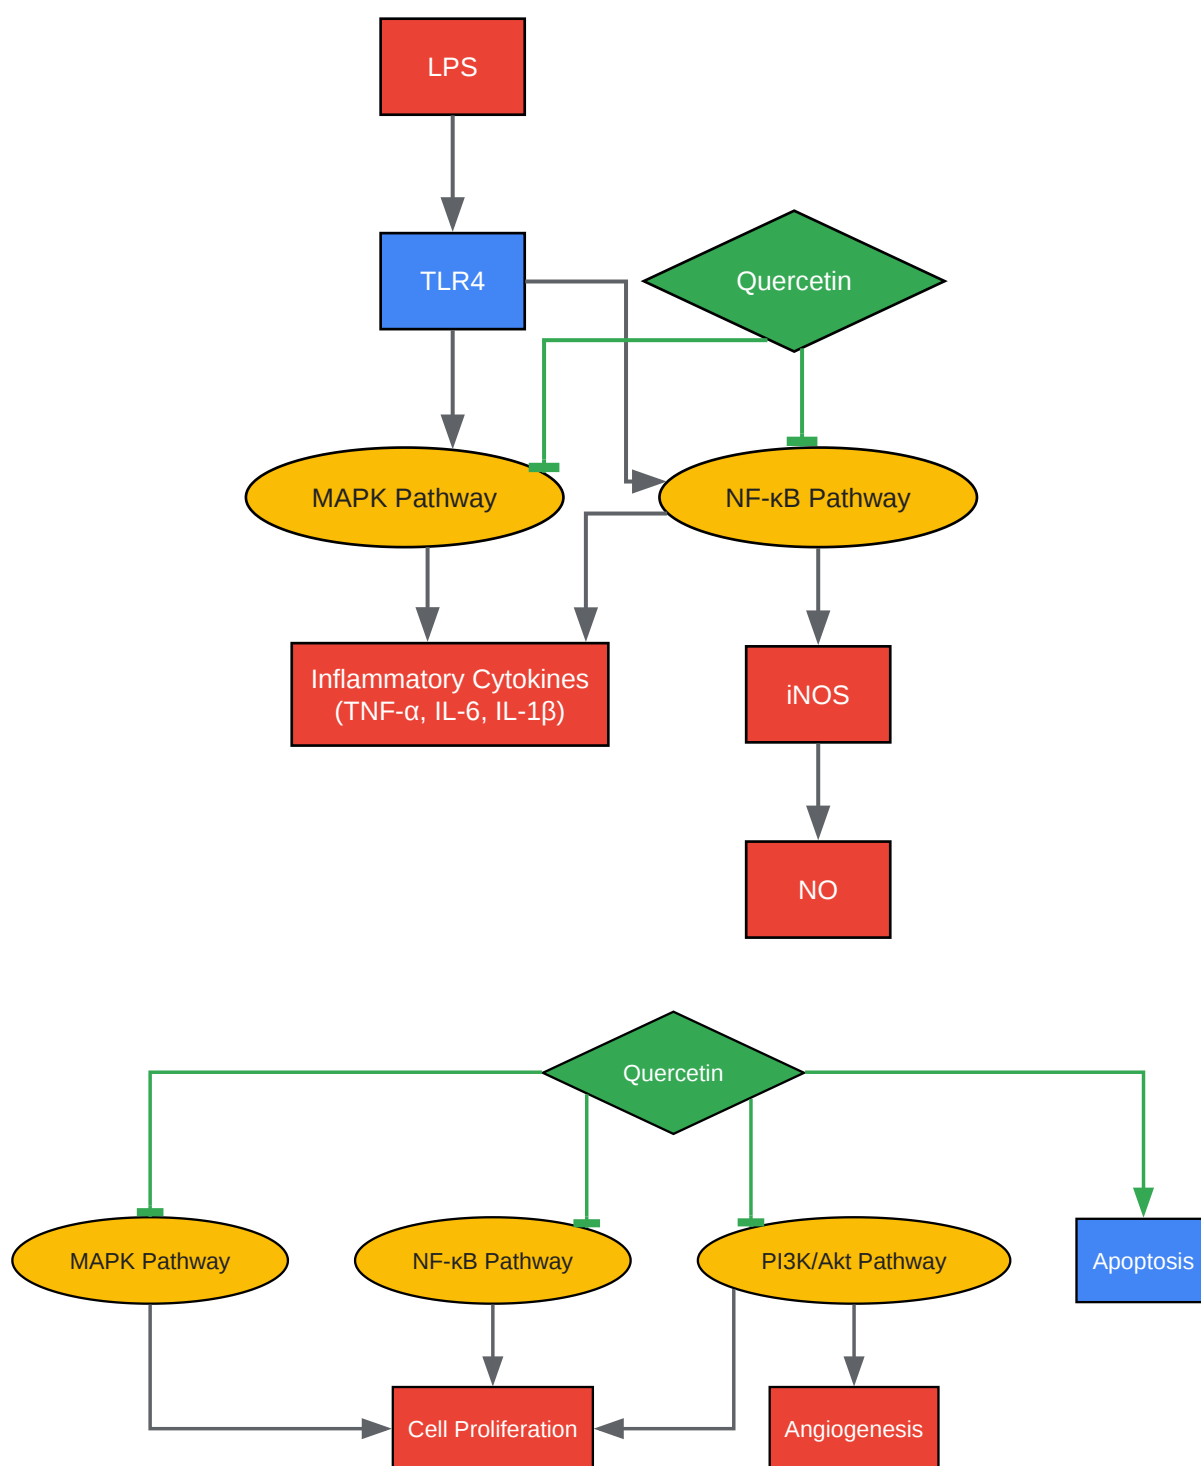 LPS
TLR4
Quercetin
MAPK Pathway
NF-κB Pathway
Inflammatory Cytokines
(TNF-α, IL-6, IL-1β)
iNOS
NO
Quercetin
MAPK Pathway
NF-κB Pathway
PI3K/Akt Pathway
Apoptosis
Cell Proliferation
Angiogenesis